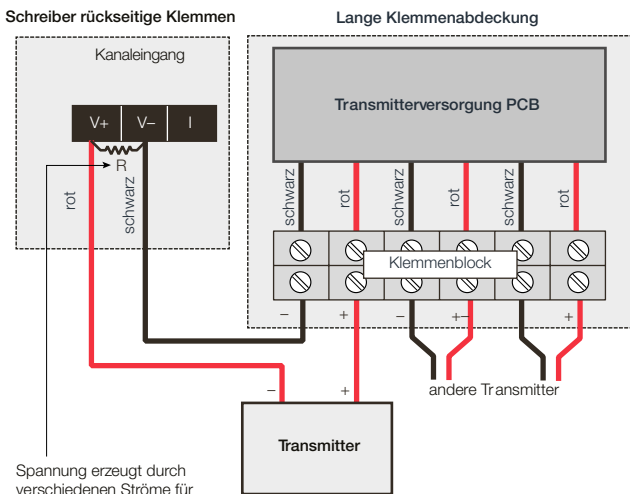 Schreiber rückseitige Klemmen
Lange Klemmenabdeckung
Kanaleingang
Transmitterversorgung PCB
V+ V− I
R
rot
schwarz
schwarz
rot
schwarz
rot
schwarz
rot
Klemmenblock
− + − +− +
andere Transmitter
− +
Transmitter
Spannung erzeugt durch
verschiedenen Ströme für